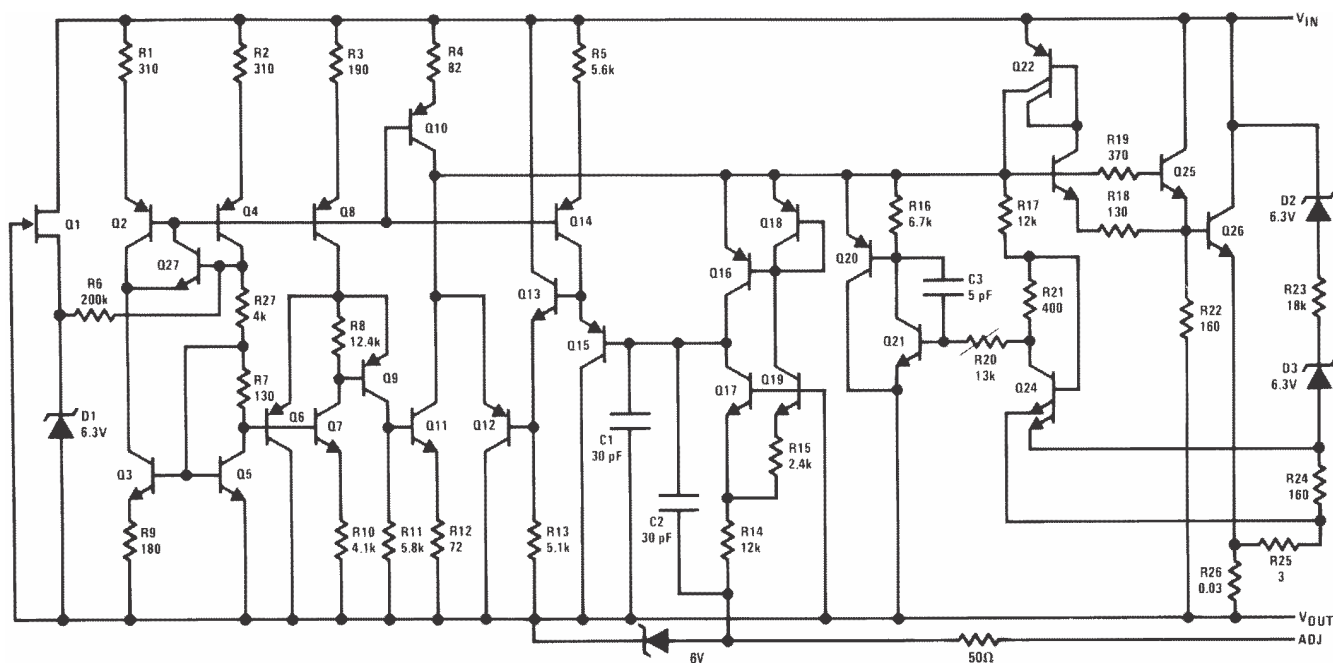 VIN
R1
310
R2
310
R3
190
R4
82
R5
5.6k
Q22
Q10
R19
370
Q25
Q1
Q2
Q4
Q8
Q14
Q18
R16
6.7k
R17
12k
R18
130
D2
6.3V
Q26
Q27
Q16
Q20
R6
200k
R27
4k
Q13
C3
5 pF
R21
400
R23
18k
R8
12.4k
Q15
R22
160
Q9
Q17
Q19
Q21
R20
13k
Q24
D3
6.3V
R7
130
D1
6.3V
Q6
Q7
Q11
Q12
C1
30 pF
R15
2.4k
Q3
Q5
R24
160
R9
180
R10
4.1k
R11
5.8k
R12
72
R13
5.1k
C2
30 pF
R14
12k
R25
3
R26
0.03
VOUT
ADJ
6V
50Ω